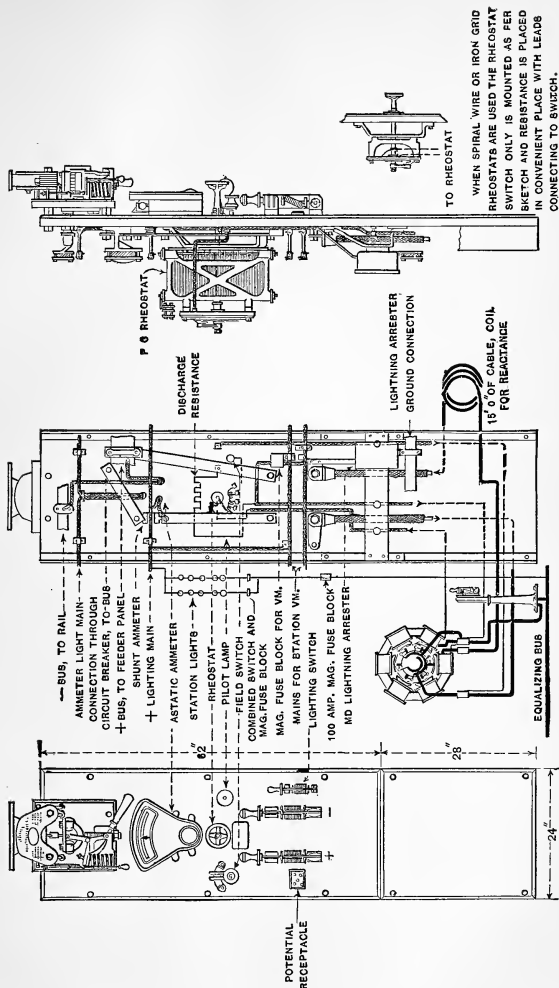 — BUS, TO RAIL
AMMETER LIGHT MAIN
CONNECTION THROUGH
CIRCUIT BREAKER, TO-BUS
+ BUS, TO FEEDER PANEL
SHUNT AMMETER
+ LIGHTING MAIN
ASTATIC AMMETER
STATION LIGHTS
RHEOSTAT
PILOT LAMP
FIELD SWITCH
COMBINED SWITCH AND
MAG. FUSE BLOCK
MAG. FUSE BLOCK FOR VM.
MAINS FOR STATION VM.
LIGHTING SWITCH
100 AMP. MAG. FUSE BLOCK
MD LIGHTNING ARRESTER
62"
28"
24"
+
-
POTENTIAL
RECEPTACLE
P G RHEOSTAT
DISCHARGE
RESISTANCE
LIGHTNING ARRESTER
GROUND CONNECTION
15' 0" OF CABLE, COIL
FOR REACTANCE
EQUALIZING BUS
TO RHEOSTAT
WHEN SPIRAL WIRE OR IRON GRID
RHEOSTATS ARE USED THE RHEOSTAT
SWITCH ONLY IS MOUNTED AS PER
SKETCH AND RESISTANCE IS PLACED
IN CONVENIENT PLACE WITH LEADS
CONNECTING TO SWITCH.